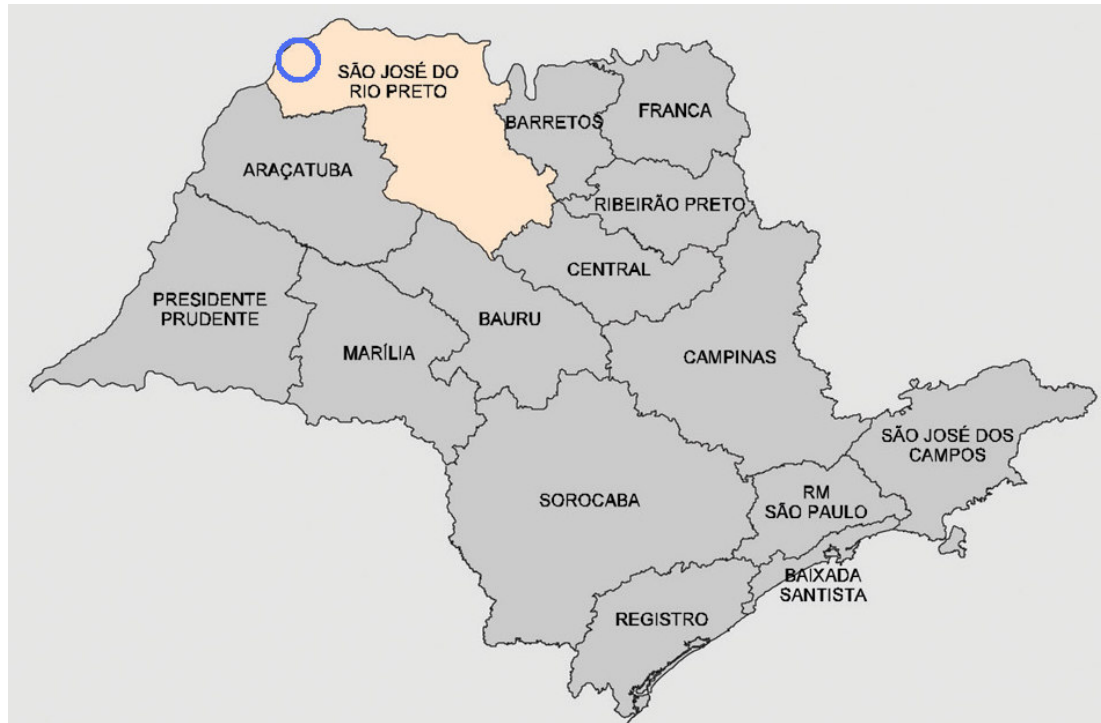 SÃO JOSÉ DO
RIO PRETO
BARRETOS
FRANCA
ARAÇATUBA
RIBEIRÃO PRETO
CENTRAL
PRESIDENTE
PRUDENTE
BAURU
MARÍLIA
CAMPINAS
SÃO JOSÉ DOS
CAMPOS
SOROCABA
RM
SÃO PAULO
BAIXADA
SANTISTA
REGISTRO